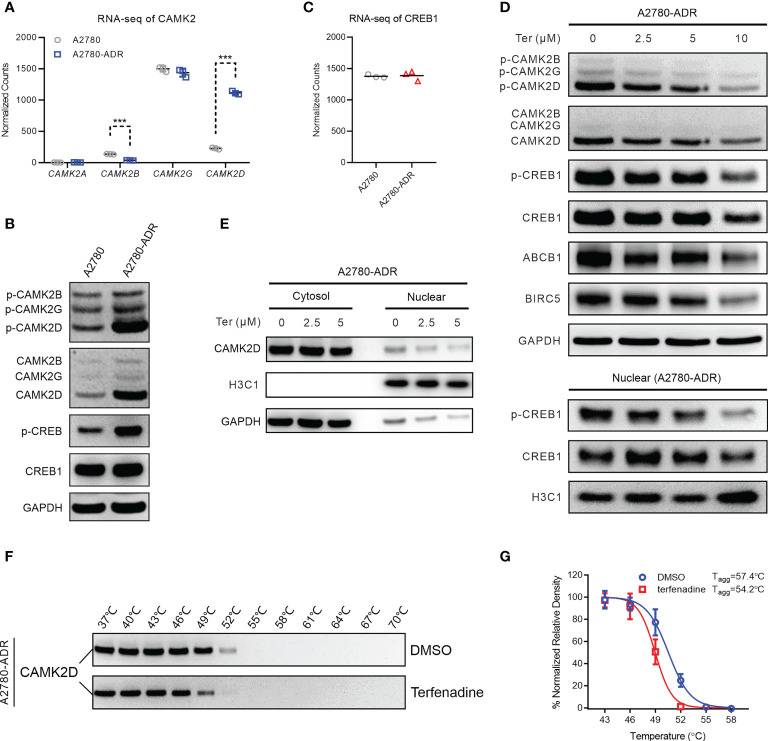 A
RNA-seq of CAMK2
A2780
A2780-ADR
Normalized Counts
1500
1000
500
0
***
***
CAMK2A CAMK2B CAMK2G CAMK2D
C
RNA-seq of CREB1
Normalized Counts
1500
1000
500
0
A2780
A2780-ADR
D
A2780-ADR
Ter (µM) 0 2.5 5 10
p-CAMK2B
p-CAMK2G
p-CAMK2D
CAMK2B
CAMK2G
CAMK2D
p-CREB1
CREB1
ABCB1
BIRC5
GAPDH
Nuclear (A2780-ADR)
p-CREB1
CREB1
H3C1
B
A2780
A2780-ADR
p-CAMK2B
p-CAMK2G
p-CAMK2D
CAMK2B
CAMK2G
CAMK2D
p-CREB
CREB1
GAPDH
E
A2780-ADR
Cytosol Nuclear
Ter (µM) 0 2.5 5 0 2.5 5
CAMK2D
H3C1
GAPDH
F
37°C 40°C 43°C 46°C 49°C 52°C 55°C 58°C 61°C 64°C 67°C 70°C
A2780-ADR
CAMK2D
DMSO
Terfenadine
G
DMSO Tagg=57.4°C
terfenadine Tagg=54.2°C
% Normalized Relative Density
120
100
80
60
40
20
0
43 46 49 52 55 58
Temperature (°C)